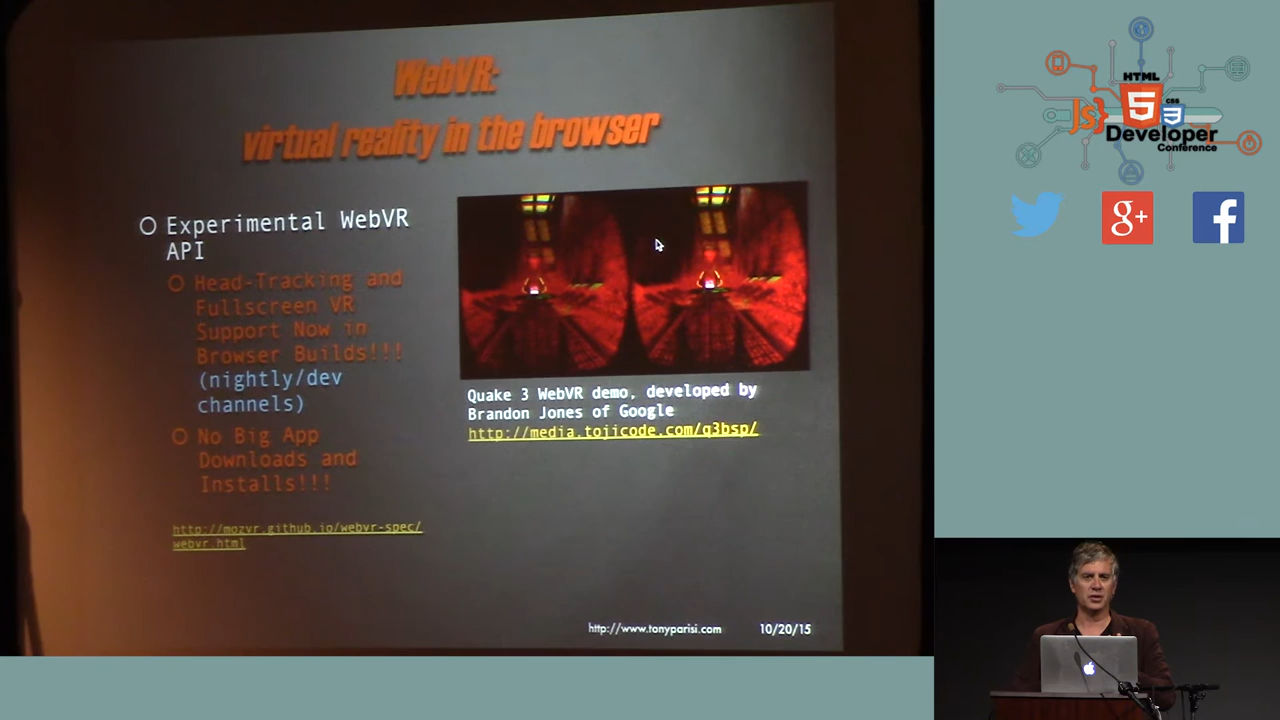 WebVR:
virtual reality in the browser
Experimental WebVR
API
Head-Tracking and
Fullscreen VR
Support Now in
Browser Builds!!!
(nightly/dev
channels)
No Big App
Downloads and
Installs!!!
http://mozvr.github.io/webvr-spec/
webvr.html
Quake 3 WebVR demo, developed by
Brandon Jones of Google
http://media.tojicode.com/q3bsp/
http://www.tonyparisi.com
10/20/15
HTML
5
CSS
3
JS}
Developer
Conference
g+
f